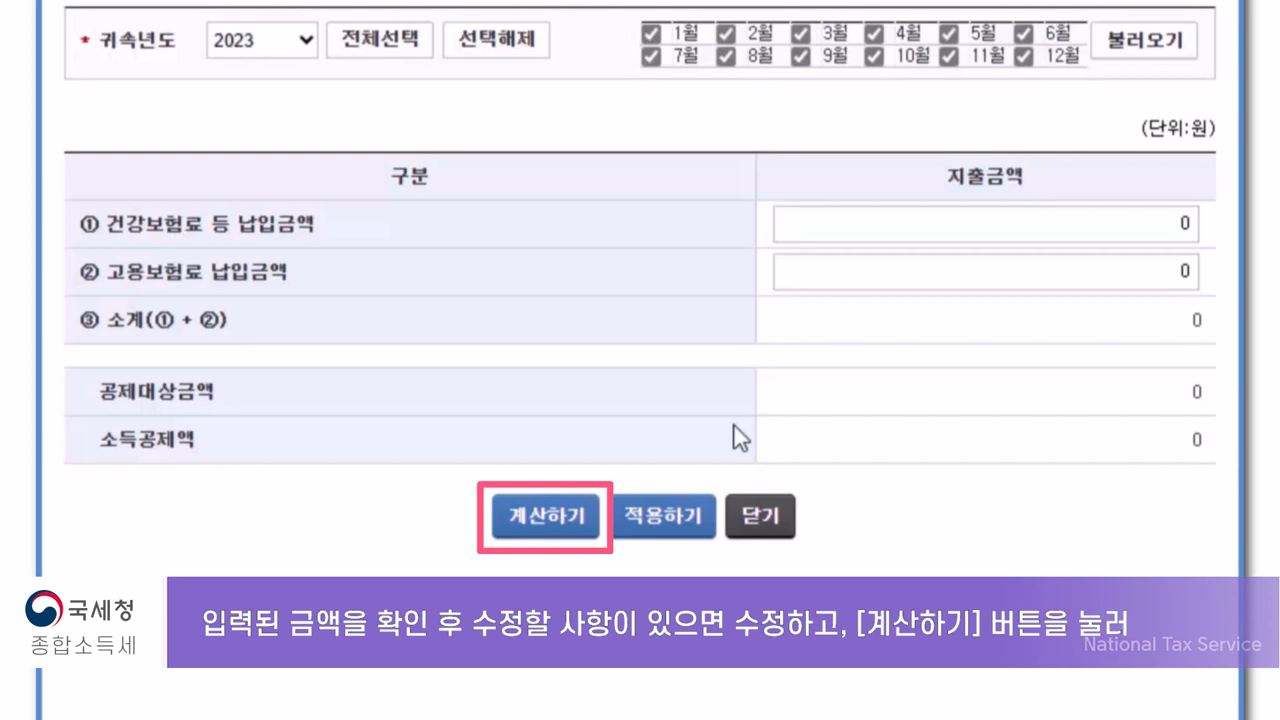 * 귀속년도 2023 전체선택 선택해제 1월 2월 3월 4월 5월 6월 불러오기
7월 8월 9월 10월 11월 12월
(단위:원)
구분 지출금액
① 건강보험료 등 납입금액 0
② 고용보험료 납입금액 0
③ 소계(① + ②) 0
공제대상금액 0
소득공제액 0
계산하기 적용하기 닫기
국세청
종합소득세
입력된 금액을 확인 후 수정할 사항이 있으면 수정하고, [계산하기] 버튼을 눌러
National Tax Service